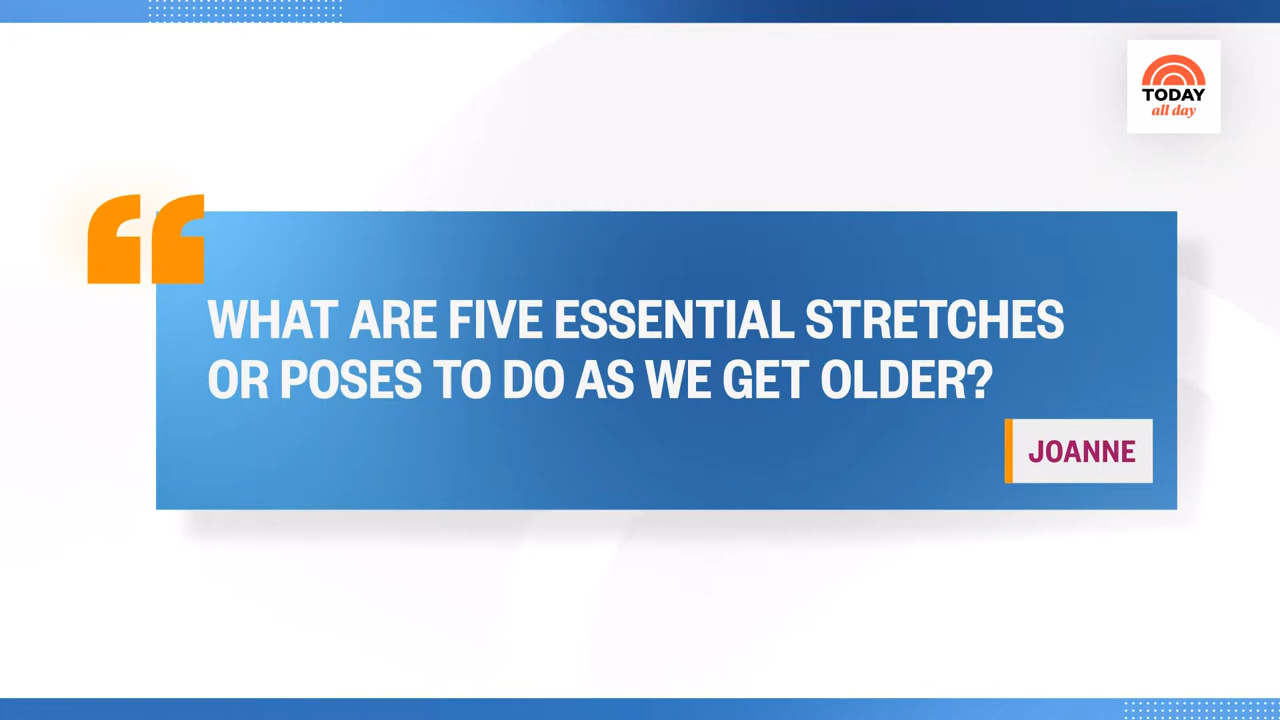 TODAY
all day
“
WHAT ARE FIVE ESSENTIAL STRETCHES
OR POSES TO DO AS WE GET OLDER?
JOANNE